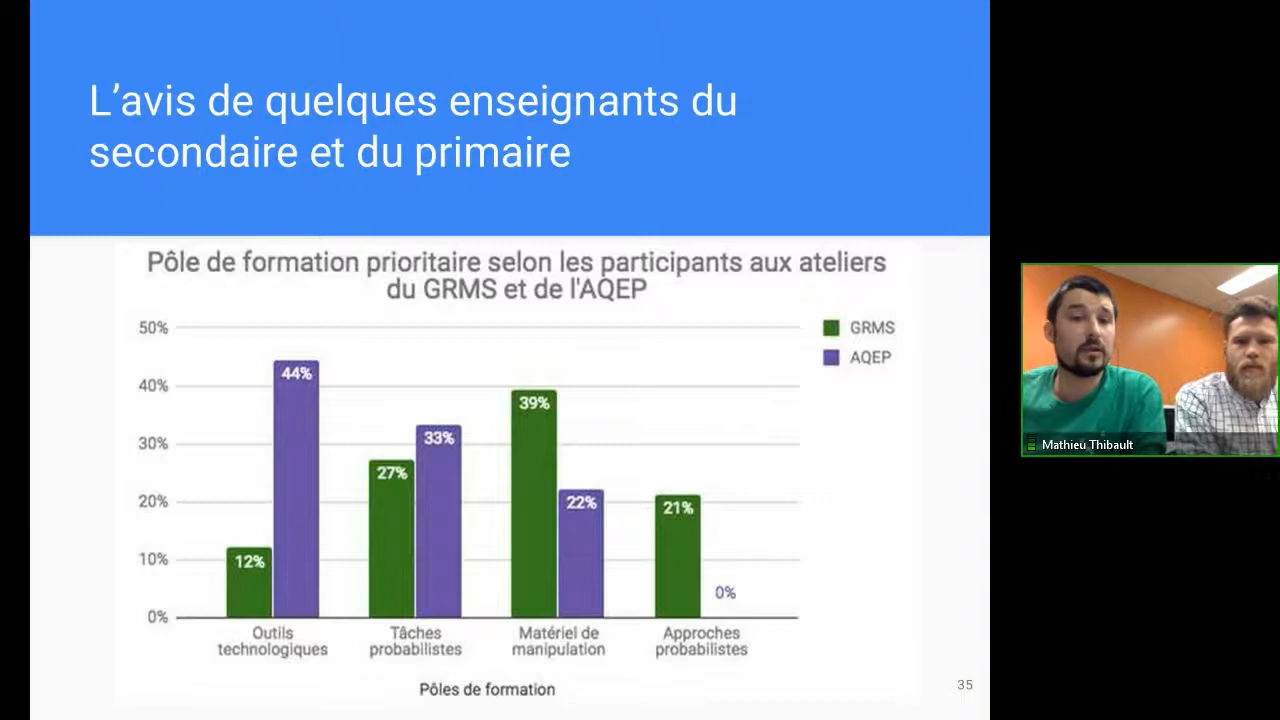 L'avis de quelques enseignants du
secondaire et du primaire
Pôle de formation prioritaire selon les participants aux ateliers
du GRMS et de l'AQEP
50%
40%
30%
20%
10%
0%
12%
44%
27%
33%
39%
22%
21%
0%
GRMS
AQEP
Outils
technologiques
Tâches
probabilistes
Matériel de
manipulation
Approches
probabilistes
Pôles de formation
35
Mathieu Thibault